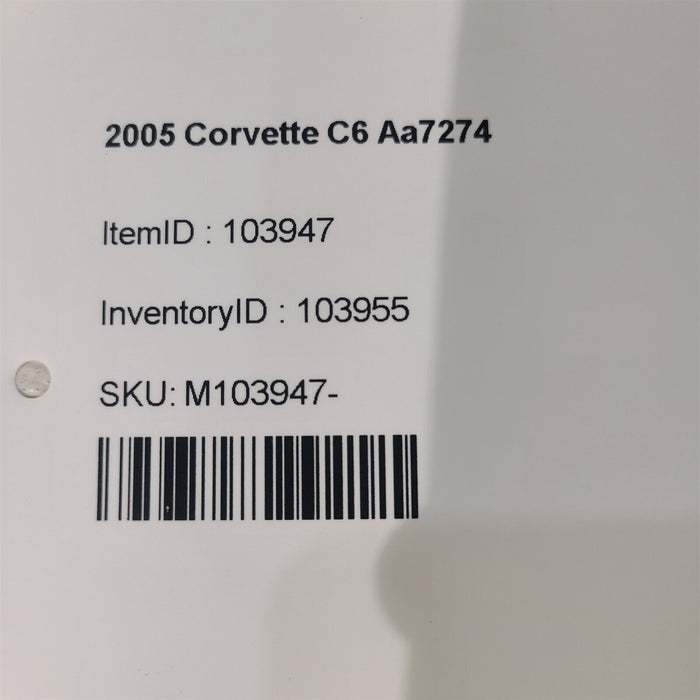 2005 Corvette C6 Aa7274
ItemID : 103947
InventoryID : 103955
SKU: M103947-